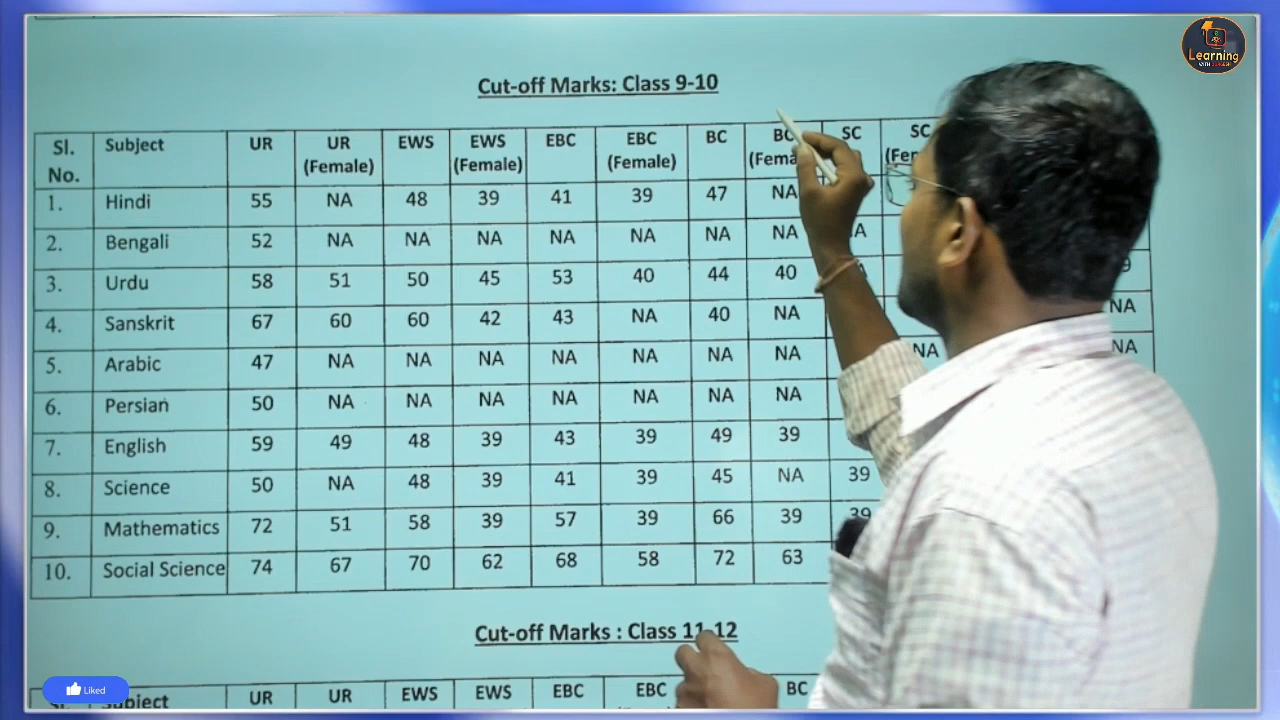 Learning
Cut-off Marks: Class 9-10
Sl. No. Subject UR UR (Female) EWS EWS (Female) EBC EBC (Female) BC SC
1. Hindi 55 NA 48 39 41 39 47 NA
2. Bengali 52 NA NA NA NA NA NA NA
3. Urdu 58 51 50 45 53 40 44 40
4. Sanskrit 67 60 60 42 43 NA 40 NA NA
5. Arabic 47 NA NA NA NA NA NA NA NA NA
6. Persian 50 NA NA NA NA NA NA NA
7. English 59 49 48 39 43 39 49 39
8. Science 50 NA 48 39 41 39 45 NA 39
9. Mathematics 72 51 58 39 57 39 66 39 39
10. Social Science 74 67 70 62 68 58 72 63
Cut-off Marks : Class 11-12
Subject UR UR EWS EWS EBC EBC BC
Liked